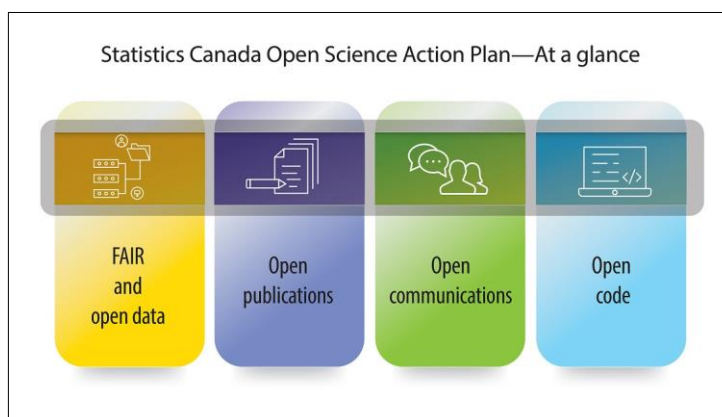 Statistics Canada Open Science Action Plan—At a glance
</>
FAIR
and
open data
Open
publications
Open
communications
Open
code